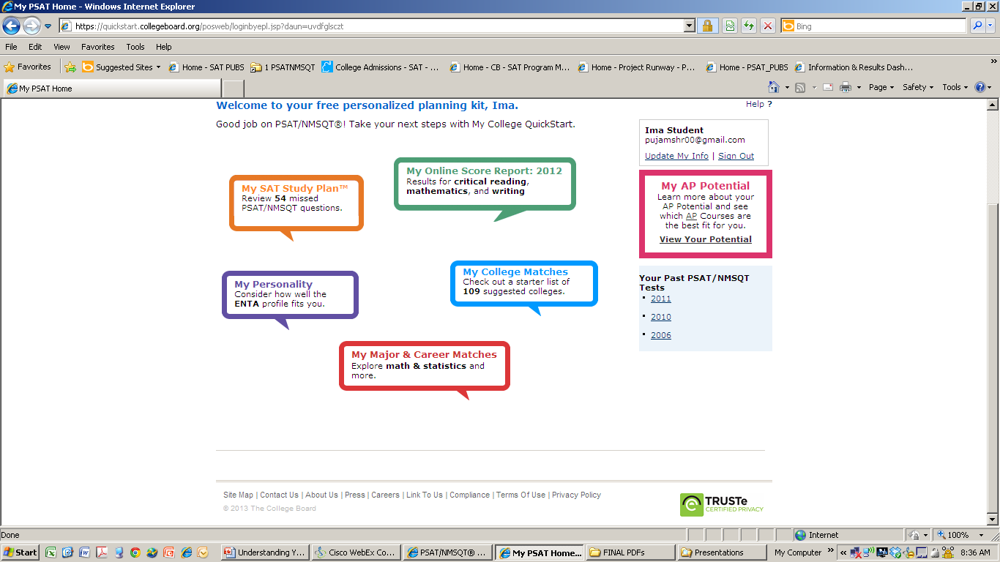 My PSAT Home - Windows Internet Explorer
https://quickstart.collegeboard.org/posweb/loginbyepl.jsp?daun=uvdfglsczt
Bing
File Edit View Favorites Tools Help
Favorites Suggested Sites Home - SAT PUBS 1 PSATNMSQT College Admissions - SAT - ... Home - CB - SAT Program M... Home - Project Runway - P... Home - PSAT_PUBS Information & Results Dash... »
My PSAT Home
Page Safety Tools
Welcome to your free personalized planning kit, Ima.
Help ?
Good job on PSAT/NMSQT®! Take your next steps with My College QuickStart.
Ima Student
pujamshr00@gmail.com
Update My Info | Sign Out
My Online Score Report: 2012
Results for critical reading,
mathematics, and writing
My SAT Study Plan™
Review 54 missed
PSAT/NMSQT questions.
My AP Potential
Learn more about your
AP Potential and see
which AP Courses are
the best fit for you.
View Your Potential
My Personality
Consider how well the
ENTA profile fits you.
My College Matches
Check out a starter list of
109 suggested colleges.
Your Past PSAT/NMSQT
Tests
2011
2010
2006
My Major & Career Matches
Explore math & statistics and
more.
Site Map | Contact Us | About Us | Press | Careers | Link To Us | Compliance | Terms Of Use | Privacy Policy
© 2013 The College Board
TRUSTe
CERTIFIED PRIVACY
Done
Internet
100%
Start Understanding Y... Cisco WebEx Co... PSAT/NMSQT® ... My PSAT Home... FINAL PDFs Presentations My Computer » « 8:36 AM